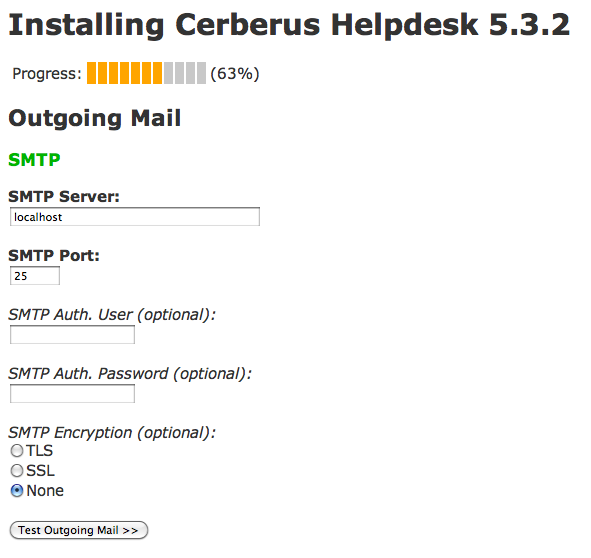 Installing Cerberus Helpdesk 5.3.2
Progress: (63%)
Outgoing Mail
SMTP
SMTP Server:
localhost
SMTP Port:
25
SMTP Auth. User (optional):
SMTP Auth. Password (optional):
SMTP Encryption (optional):
TLS
SSL
None
Test Outgoing Mail >>